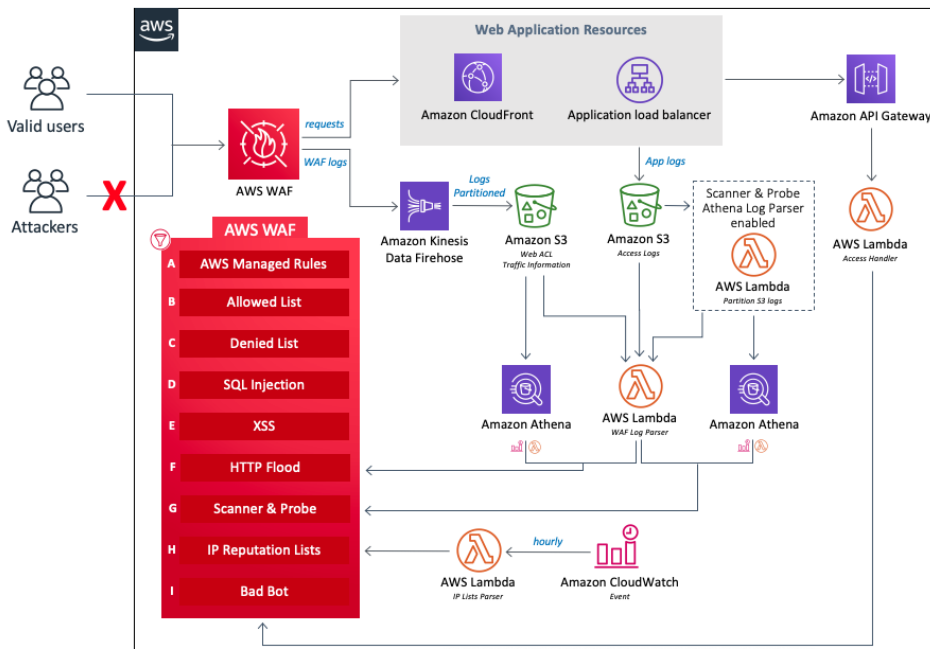 aws
Web Application Resources
Amazon CloudFront
Application load balancer
Amazon API Gateway
Valid users
Attackers
X
AWS WAF
requests
WAF logs
Logs
Partitioned
App logs
Amazon Kinesis
Data Firehose
Amazon S3
Web ACL
Traffic Information
Amazon S3
Access Logs
Scanner & Probe
Athena Log Parser
enabled
AWS Lambda
Partition S3 logs
AWS Lambda
Access Handler
AWS WAF
A AWS Managed Rules
B Allowed List
C Denied List
D SQL Injection
E XSS
F HTTP Flood
G Scanner & Probe
H IP Reputation Lists
I Bad Bot
Amazon Athena
AWS Lambda
WAF Log Parser
Amazon Athena
hourly
AWS Lambda
IP Lists Parser
Amazon CloudWatch
Event